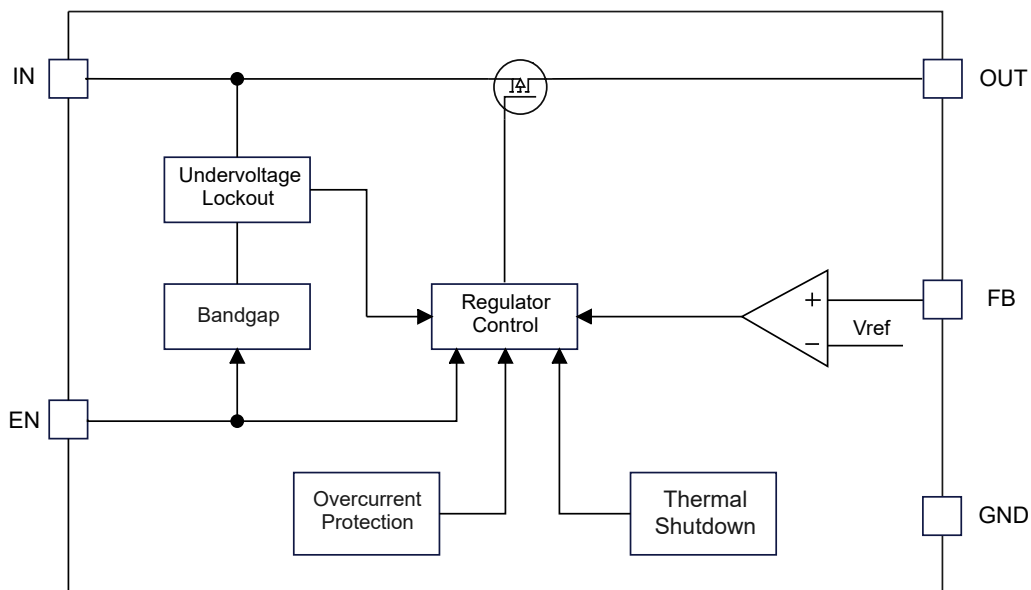 IN
OUT
Undervoltage
Lockout
Bandgap
Regulator
Control
+
FB
Vref
−
EN
Overcurrent
Protection
Thermal
Shutdown
GND